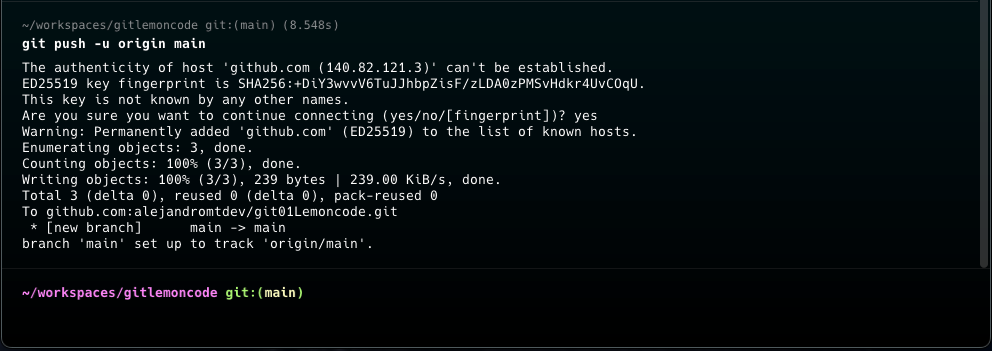 ~/workspaces/gitlemoncode git:(main) (8.548s)
git push -u origin main
The authenticity of host 'github.com (140.82.121.3)' can't be established.
ED25519 key fingerprint is SHA256:+DiY3wvvV6TuJJhbpZisF/zLDA0zPMSvHdkr4UvCOqU.
This key is not known by any other names.
Are you sure you want to continue connecting (yes/no/[fingerprint])? yes
Warning: Permanently added 'github.com' (ED25519) to the list of known hosts.
Enumerating objects: 3, done.
Counting objects: 100% (3/3), done.
Writing objects: 100% (3/3), 239 bytes | 239.00 KiB/s, done.
Total 3 (delta 0), reused 0 (delta 0), pack-reused 0
To github.com:alejandromtdev/git01Lemoncode.git
 * [new branch]      main -> main
branch 'main' set up to track 'origin/main'.
~/workspaces/gitlemoncode git:(main)